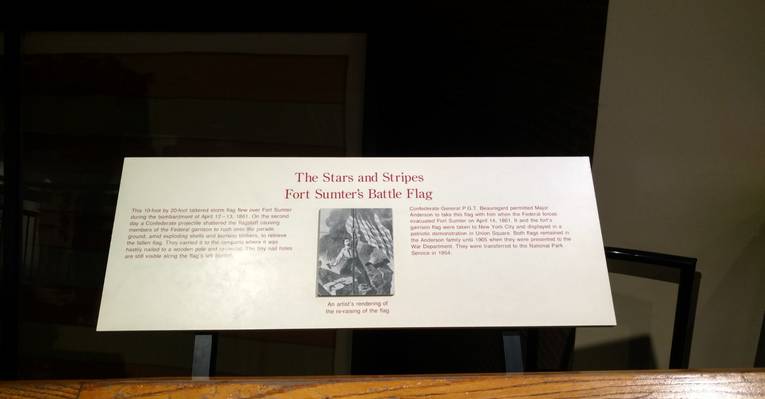 The Stars and Stripes
Fort Sumter's Battle Flag
This 10-foot by 20-foot tattered storm flag flew over Fort Sumter
during the bombardment of April 12-13, 1861. On the second
day a Confederate projectile shattered the flagstaff causing
members of the Federal garrison to rush onto the parade
ground, amid exploding shells and burning timbers, to retrieve
the fallen flag. They carried it to the ramparts where it was
hastily nailed to a wooden pole and re-raised. The tiny nail holes
are still visible along the flag's left border.
An artist's rendering of
the re-raising of the flag.
Confederate General P.G.T. Beauregard permitted Major
Anderson to take this flag with him when the Federal forces
evacuated Fort Sumter on April 14, 1861. It and the fort's
garrison flag were taken to New York City and displayed in a
patriotic demonstration in Union Square. Both flags remained in
the Anderson family until 1905 when they were presented to the
War Department. They were transferred to the National Park
Service in 1954.